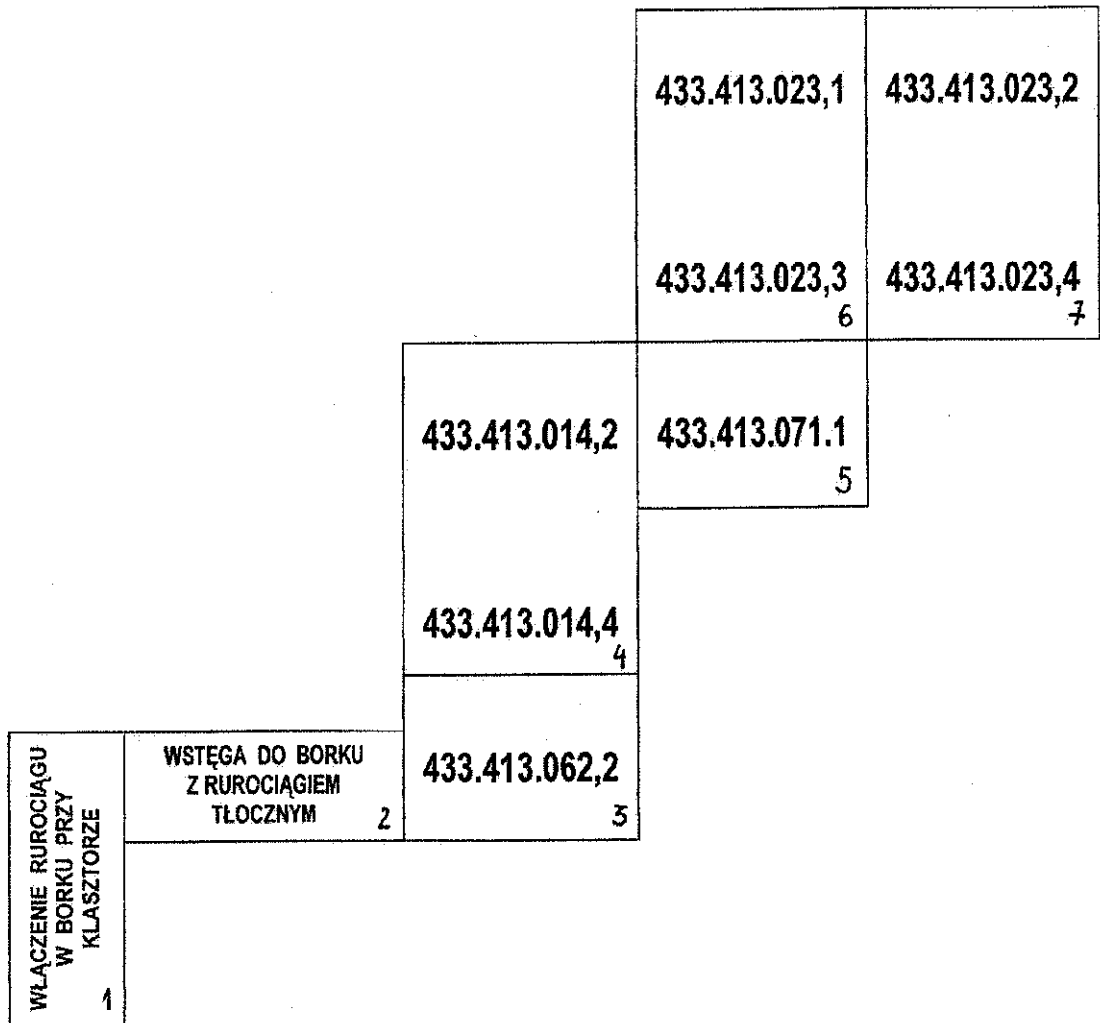 433.413.023,1 433.413.023,2
433.413.023,3 433.413.023,4
6 7
433.413.014,2 433.413.071.1
5
433.413.014,4
4
WŁĄCZENIE RUROCIĄGU
W BORKU PRZY
KLASZTORZE
1
WSTĘGA DO BORKU
Z RUROCIĄGIEM
TŁOCZNYM 2
433.413.062,2
3